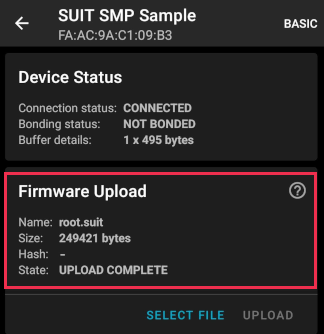 SUIT SMP Sample
FA:AC:9A:C1:09:B3
BASIC
Device Status
Connection status: CONNECTED
Bonding status: NOT BONDED
Buffer details: 1 x 495 bytes
Firmware Upload
?
Name: root.suit
Size: 249421 bytes
Hash: -
State: UPLOAD COMPLETE
SELECT FILE UPLOAD